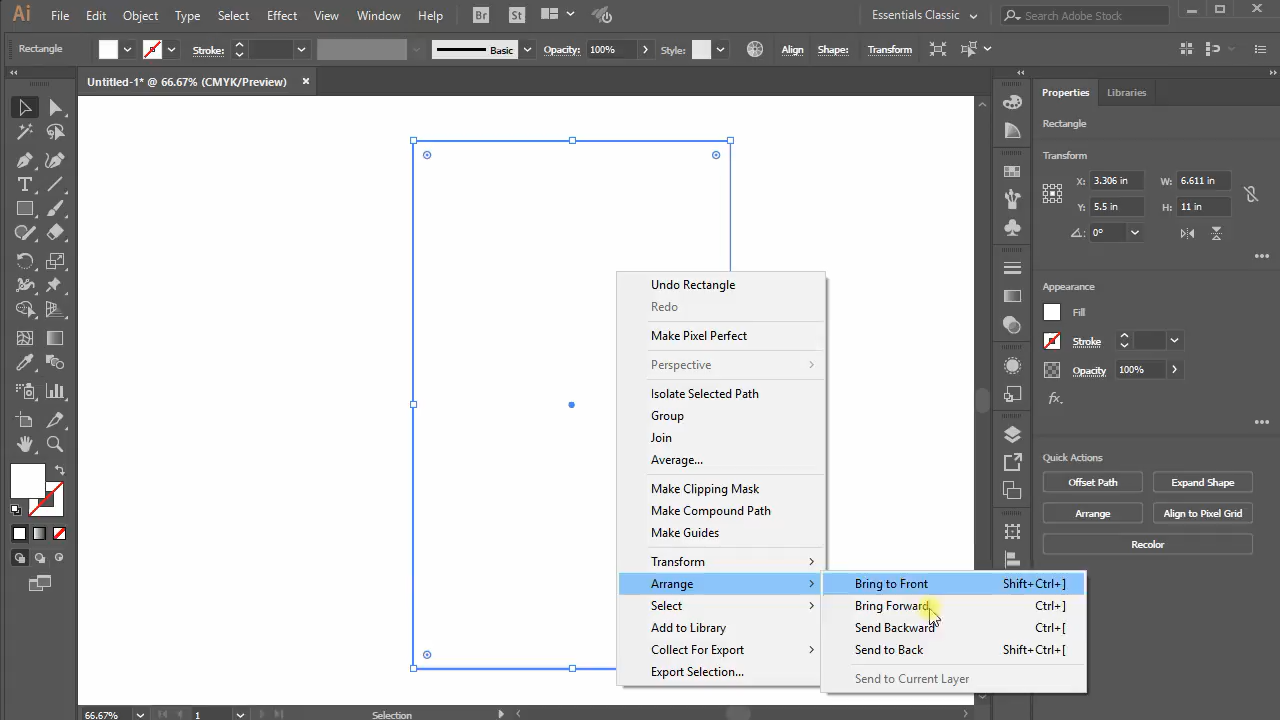 Ai File Edit Object Type Select Effect View Window Help Br St Essentials Classic Search Adobe Stock
Rectangle Stroke: Basic Opacity: 100% Style: Align Shape: Transform
Untitled-1* @ 66.67% (CMYK/Preview) ×
Properties Libraries
Rectangle
Transform
X: 3.306 in W: 6.611 in
Y: 5.5 in H: 11 in
0°
Appearance
Fill
Stroke
Opacity 100%
fx.
Quick Actions
Offset Path Expand Shape
Arrange Align to Pixel Grid
Recolor
Undo Rectangle
Redo
Make Pixel Perfect
Perspective
Isolate Selected Path
Group
Join
Average...
Make Clipping Mask
Make Compound Path
Make Guides
Transform
Arrange
Select
Add to Library
Collect For Export
Export Selection...
Bring to Front Shift+Ctrl+]
Bring Forward Ctrl+]
Send Backward Ctrl+[
Send to Back Shift+Ctrl+[
Send to Current Layer
66.67% 1 Selection